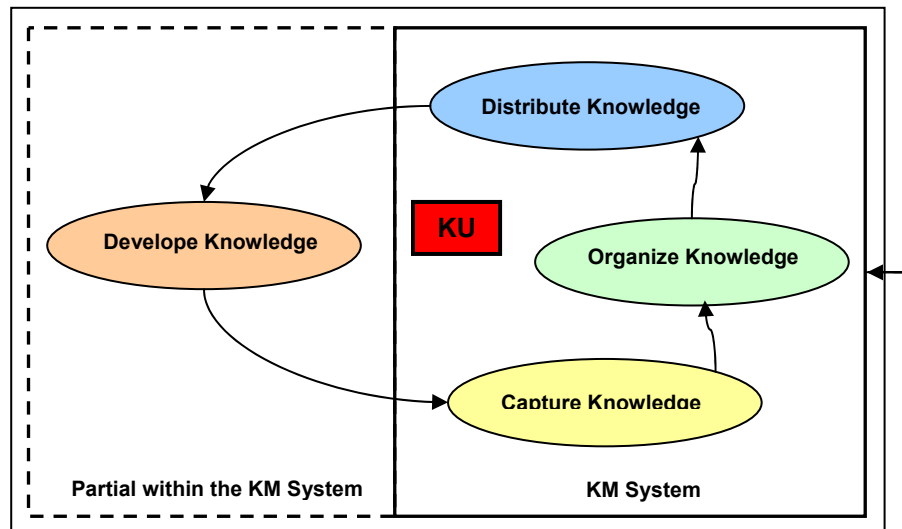 Distribute Knowledge
Develope Knowledge
KU
Organize Knowledge
Capture Knowledge
Partial within the KM System
KM System